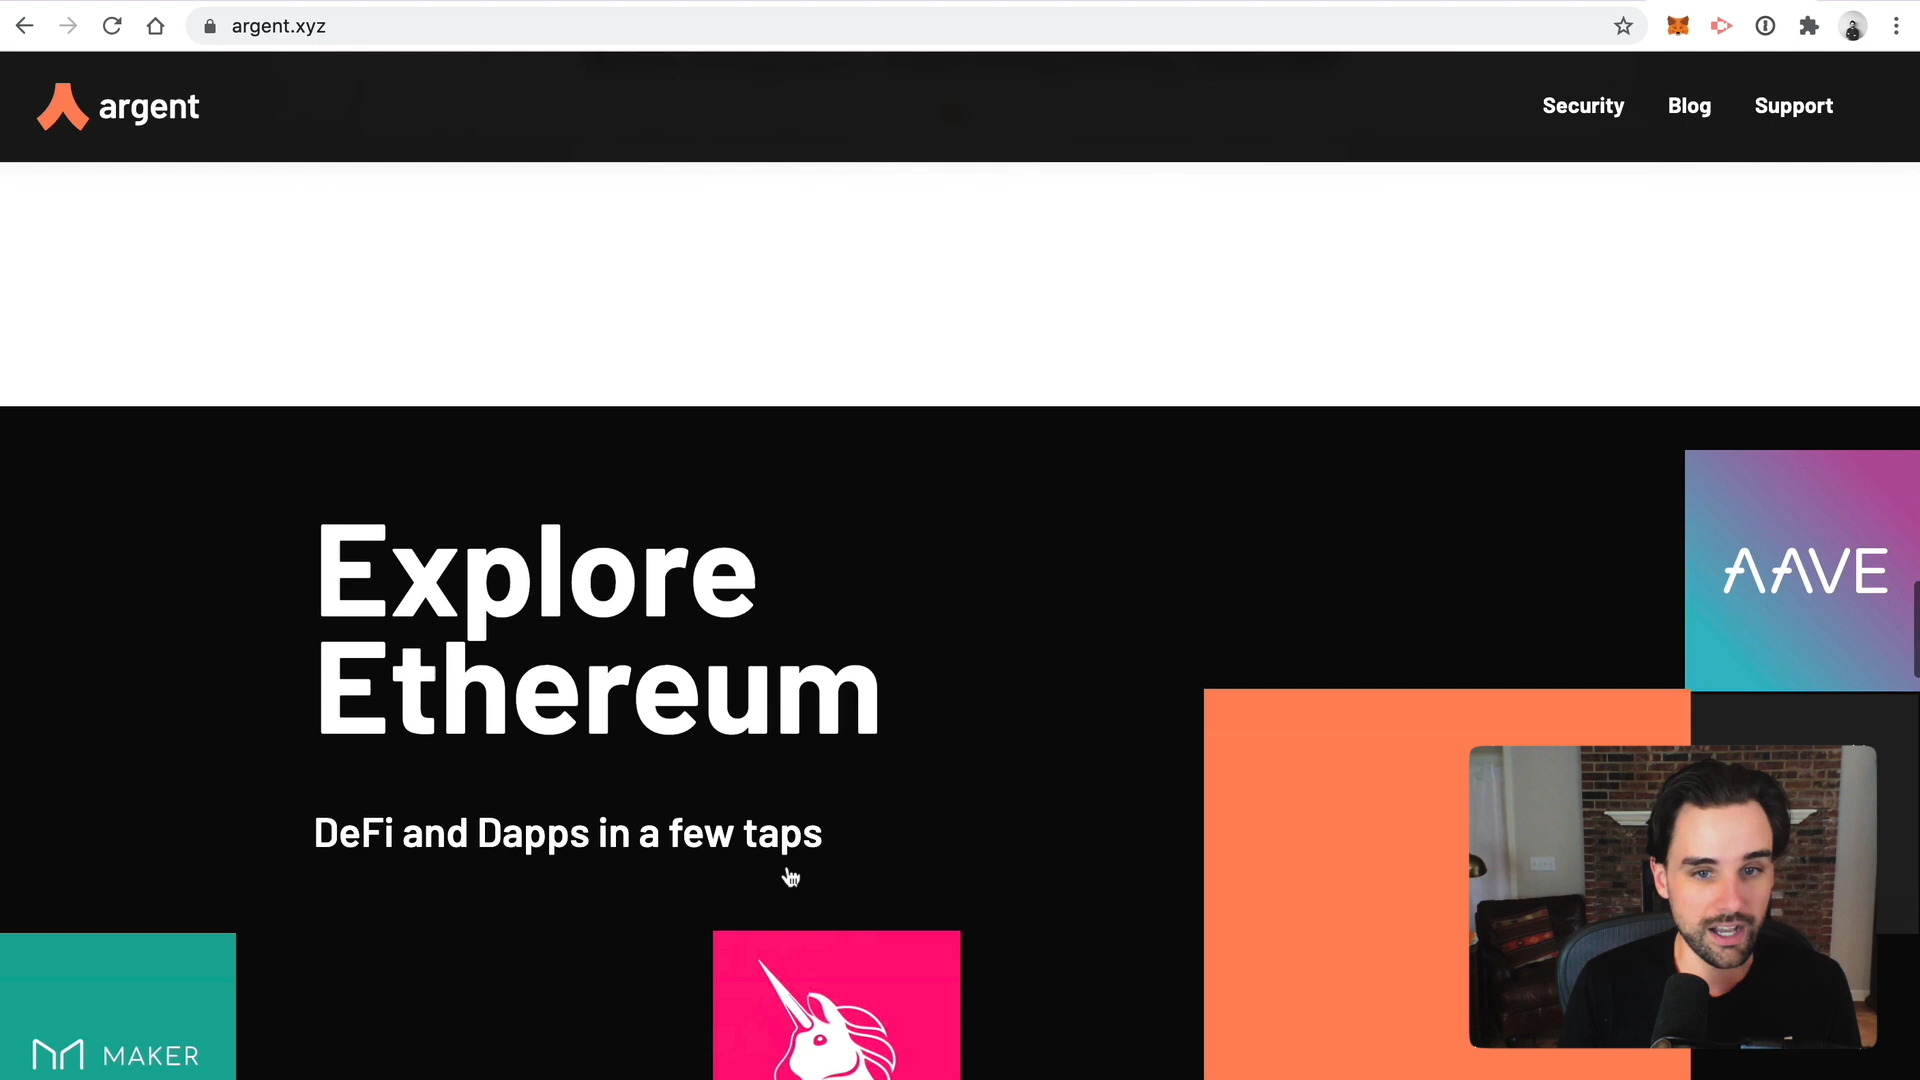 argent.xyz
argent
Security
Blog
Support
AAVE
Explore
Ethereum
DeFi and Dapps in a few taps
MAKER